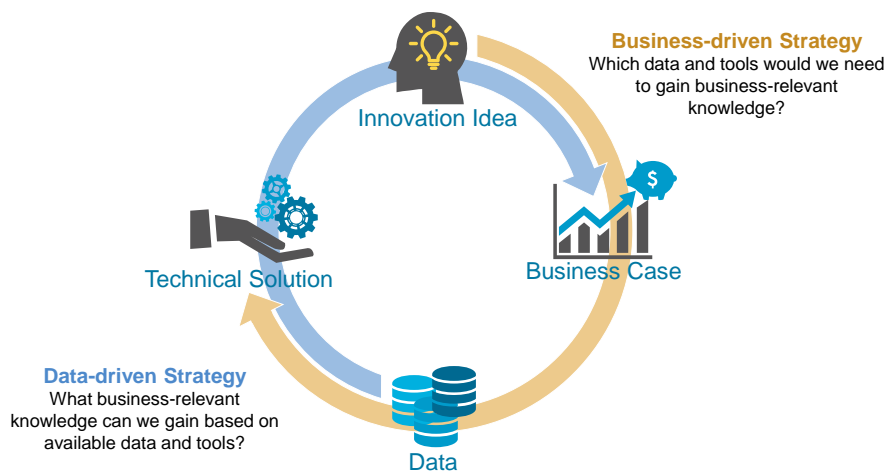 Business-driven Strategy
Which data and tools would we need
to gain business-relevant
knowledge?
Innovation Idea
$
Business Case
Technical Solution
Data-driven Strategy
What business-relevant
knowledge can we gain based on
available data and tools?
Data